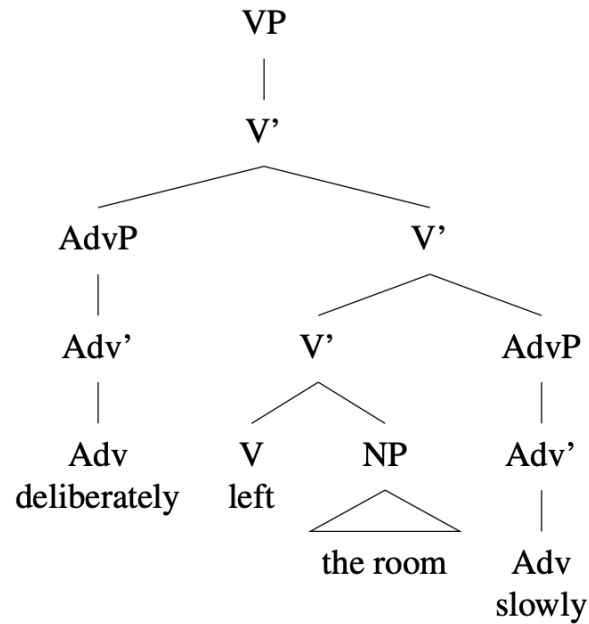 VP
V’
AdvP V’
Adv’ V’ AdvP
Adv V NP Adv’
deliberately left
the room Adv
slowly